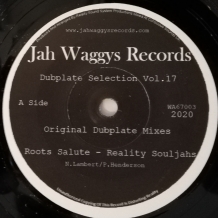 www.jahwaggysrecords.com
Jah Waggys Records
Dubplate Selection Vol.17
A Side
WA67003
2020
Original Dubplate Mixes
Roots Salute - Reality Souljahs
N.Lambert/P.Henderson